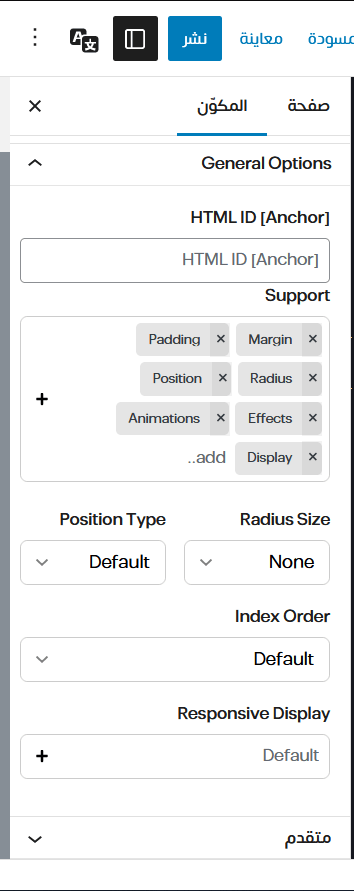 مسودة معاينة نشر
صفحة المكوّن
General Options
HTML ID [Anchor]
HTML ID [Anchor]
Support
Margin × Padding ×
Radius × Position ×
Effects × Animations ×
Display × add..
Radius Size Position Type
None Default
Index Order
Default
Responsive Display
Default
متقدم